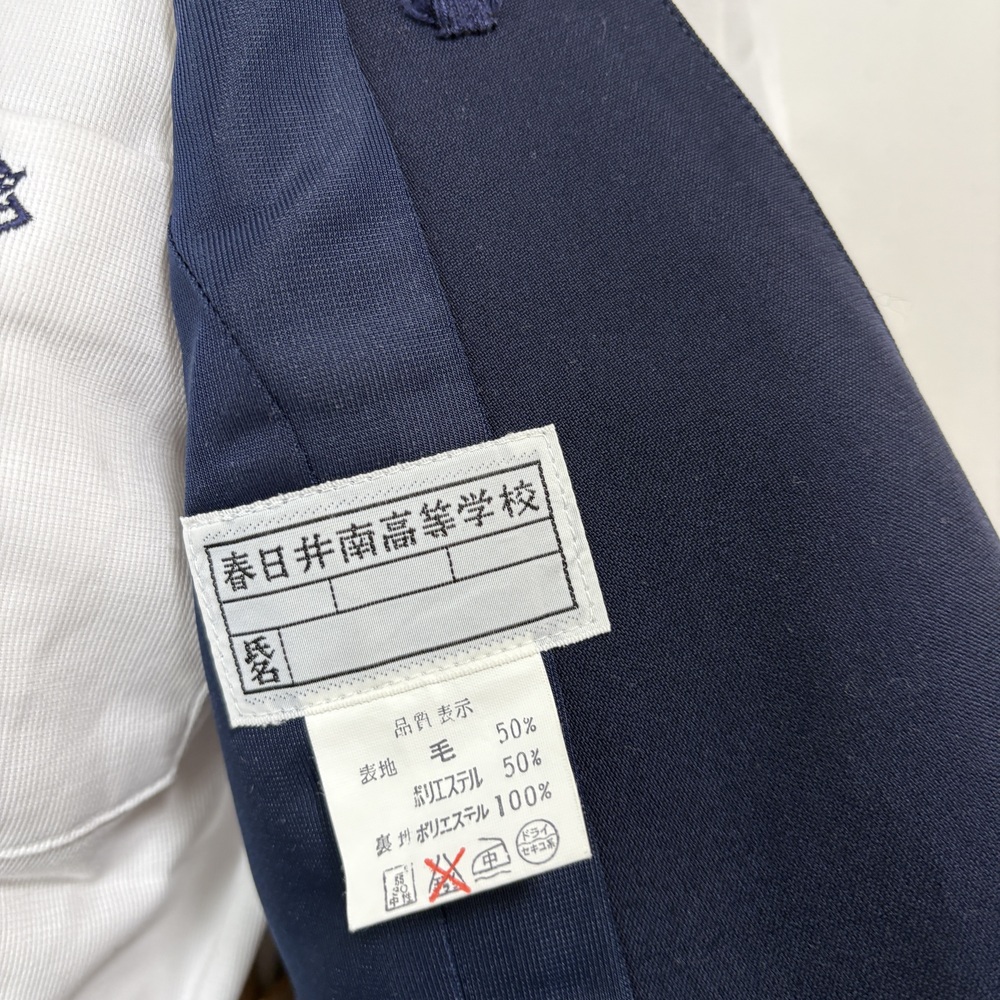 春日井南高等学校
氏名
品質表示
表地 毛 50%
ポリエステル 50%
裏地 ポリエステル 100%
中 ドライ
セキユ系